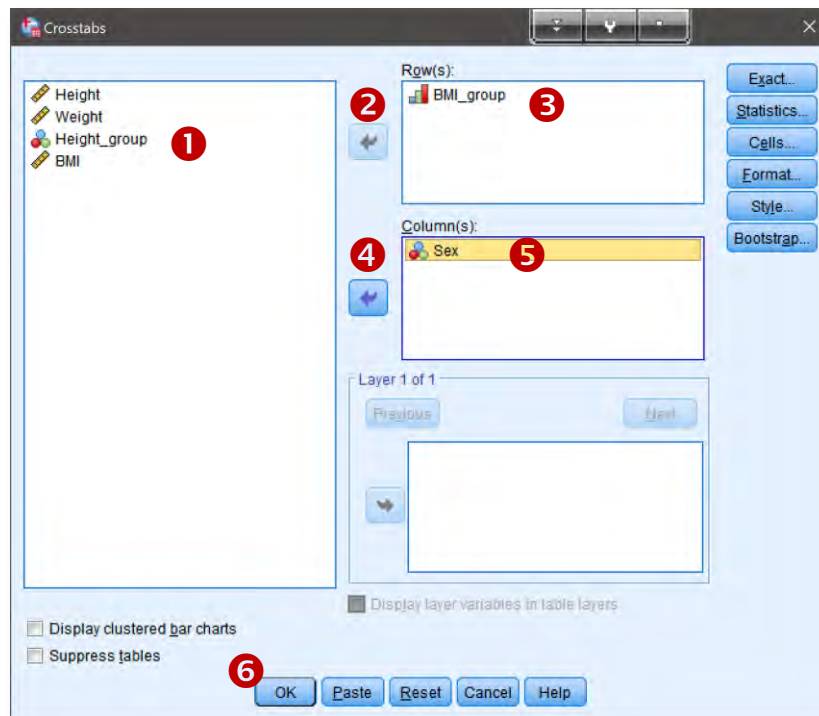 Crosstabs
Height
Weight
Height_group
BMI
1
2
Row(s):
BMI_group
3
4
Column(s):
Sex
5
Layer 1 of 1
Previous
Next
Display layer variables in table layers
Exact...
Statistics...
Cells...
Format...
Style...
Bootstrap...
Display clustered bar charts
Suppress tables
6
OK Paste Reset Cancel Help